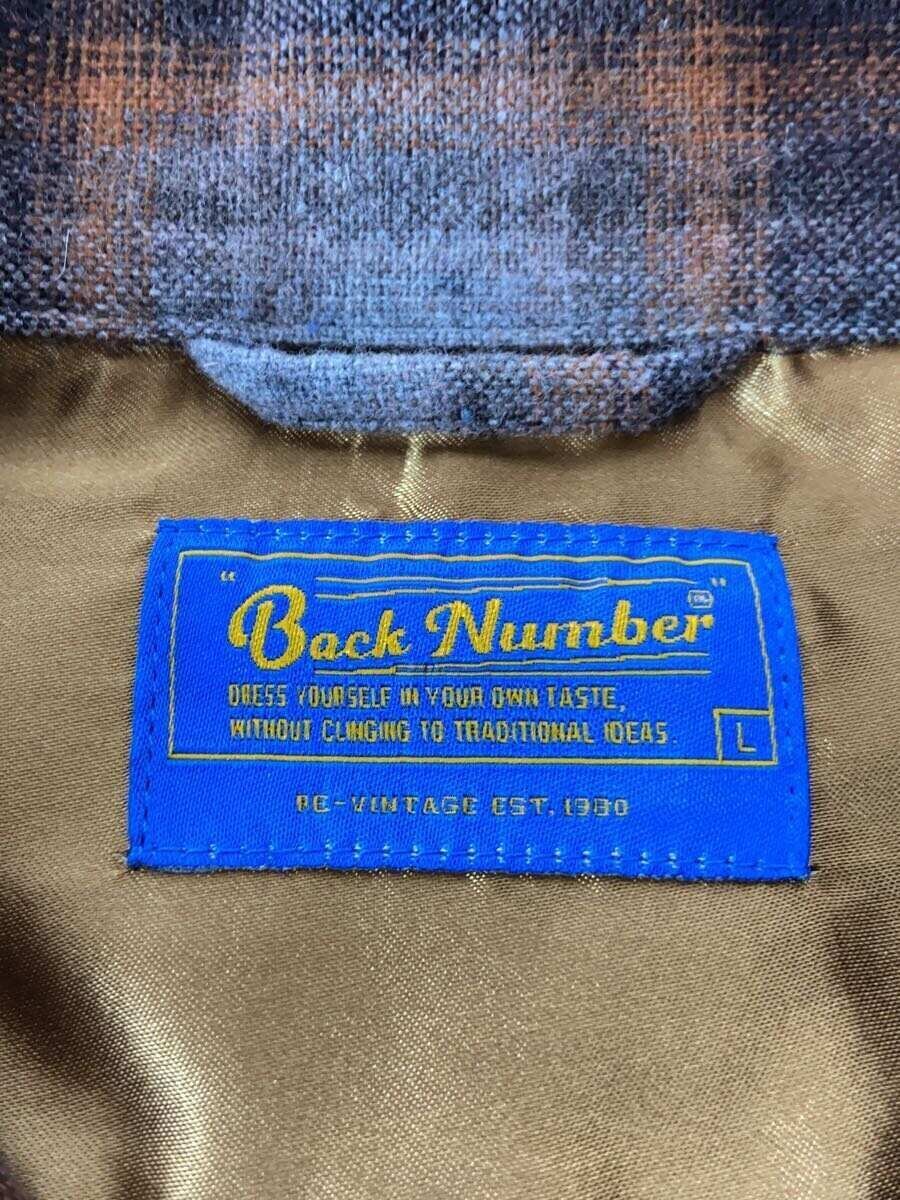 "Back Number"
DRESS YOURSELF IN YOUR OWN TASTE,
WITHOUT CLINGING TO TRADITIONAL IDEAS.
L
RE-VINTAGE EST. 1980